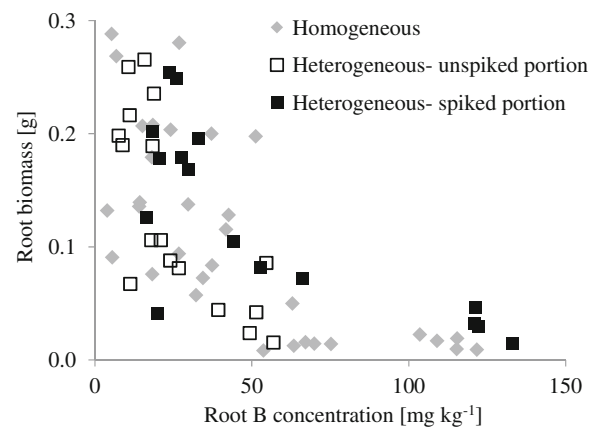 0.3
Homogeneous
Heterogeneous- unspiked portion
Heterogeneous- spiked portion
0.2
Root biomass [g]
0.1
0.0
0 50 100 150
Root B concentration [mg kg⁻¹]